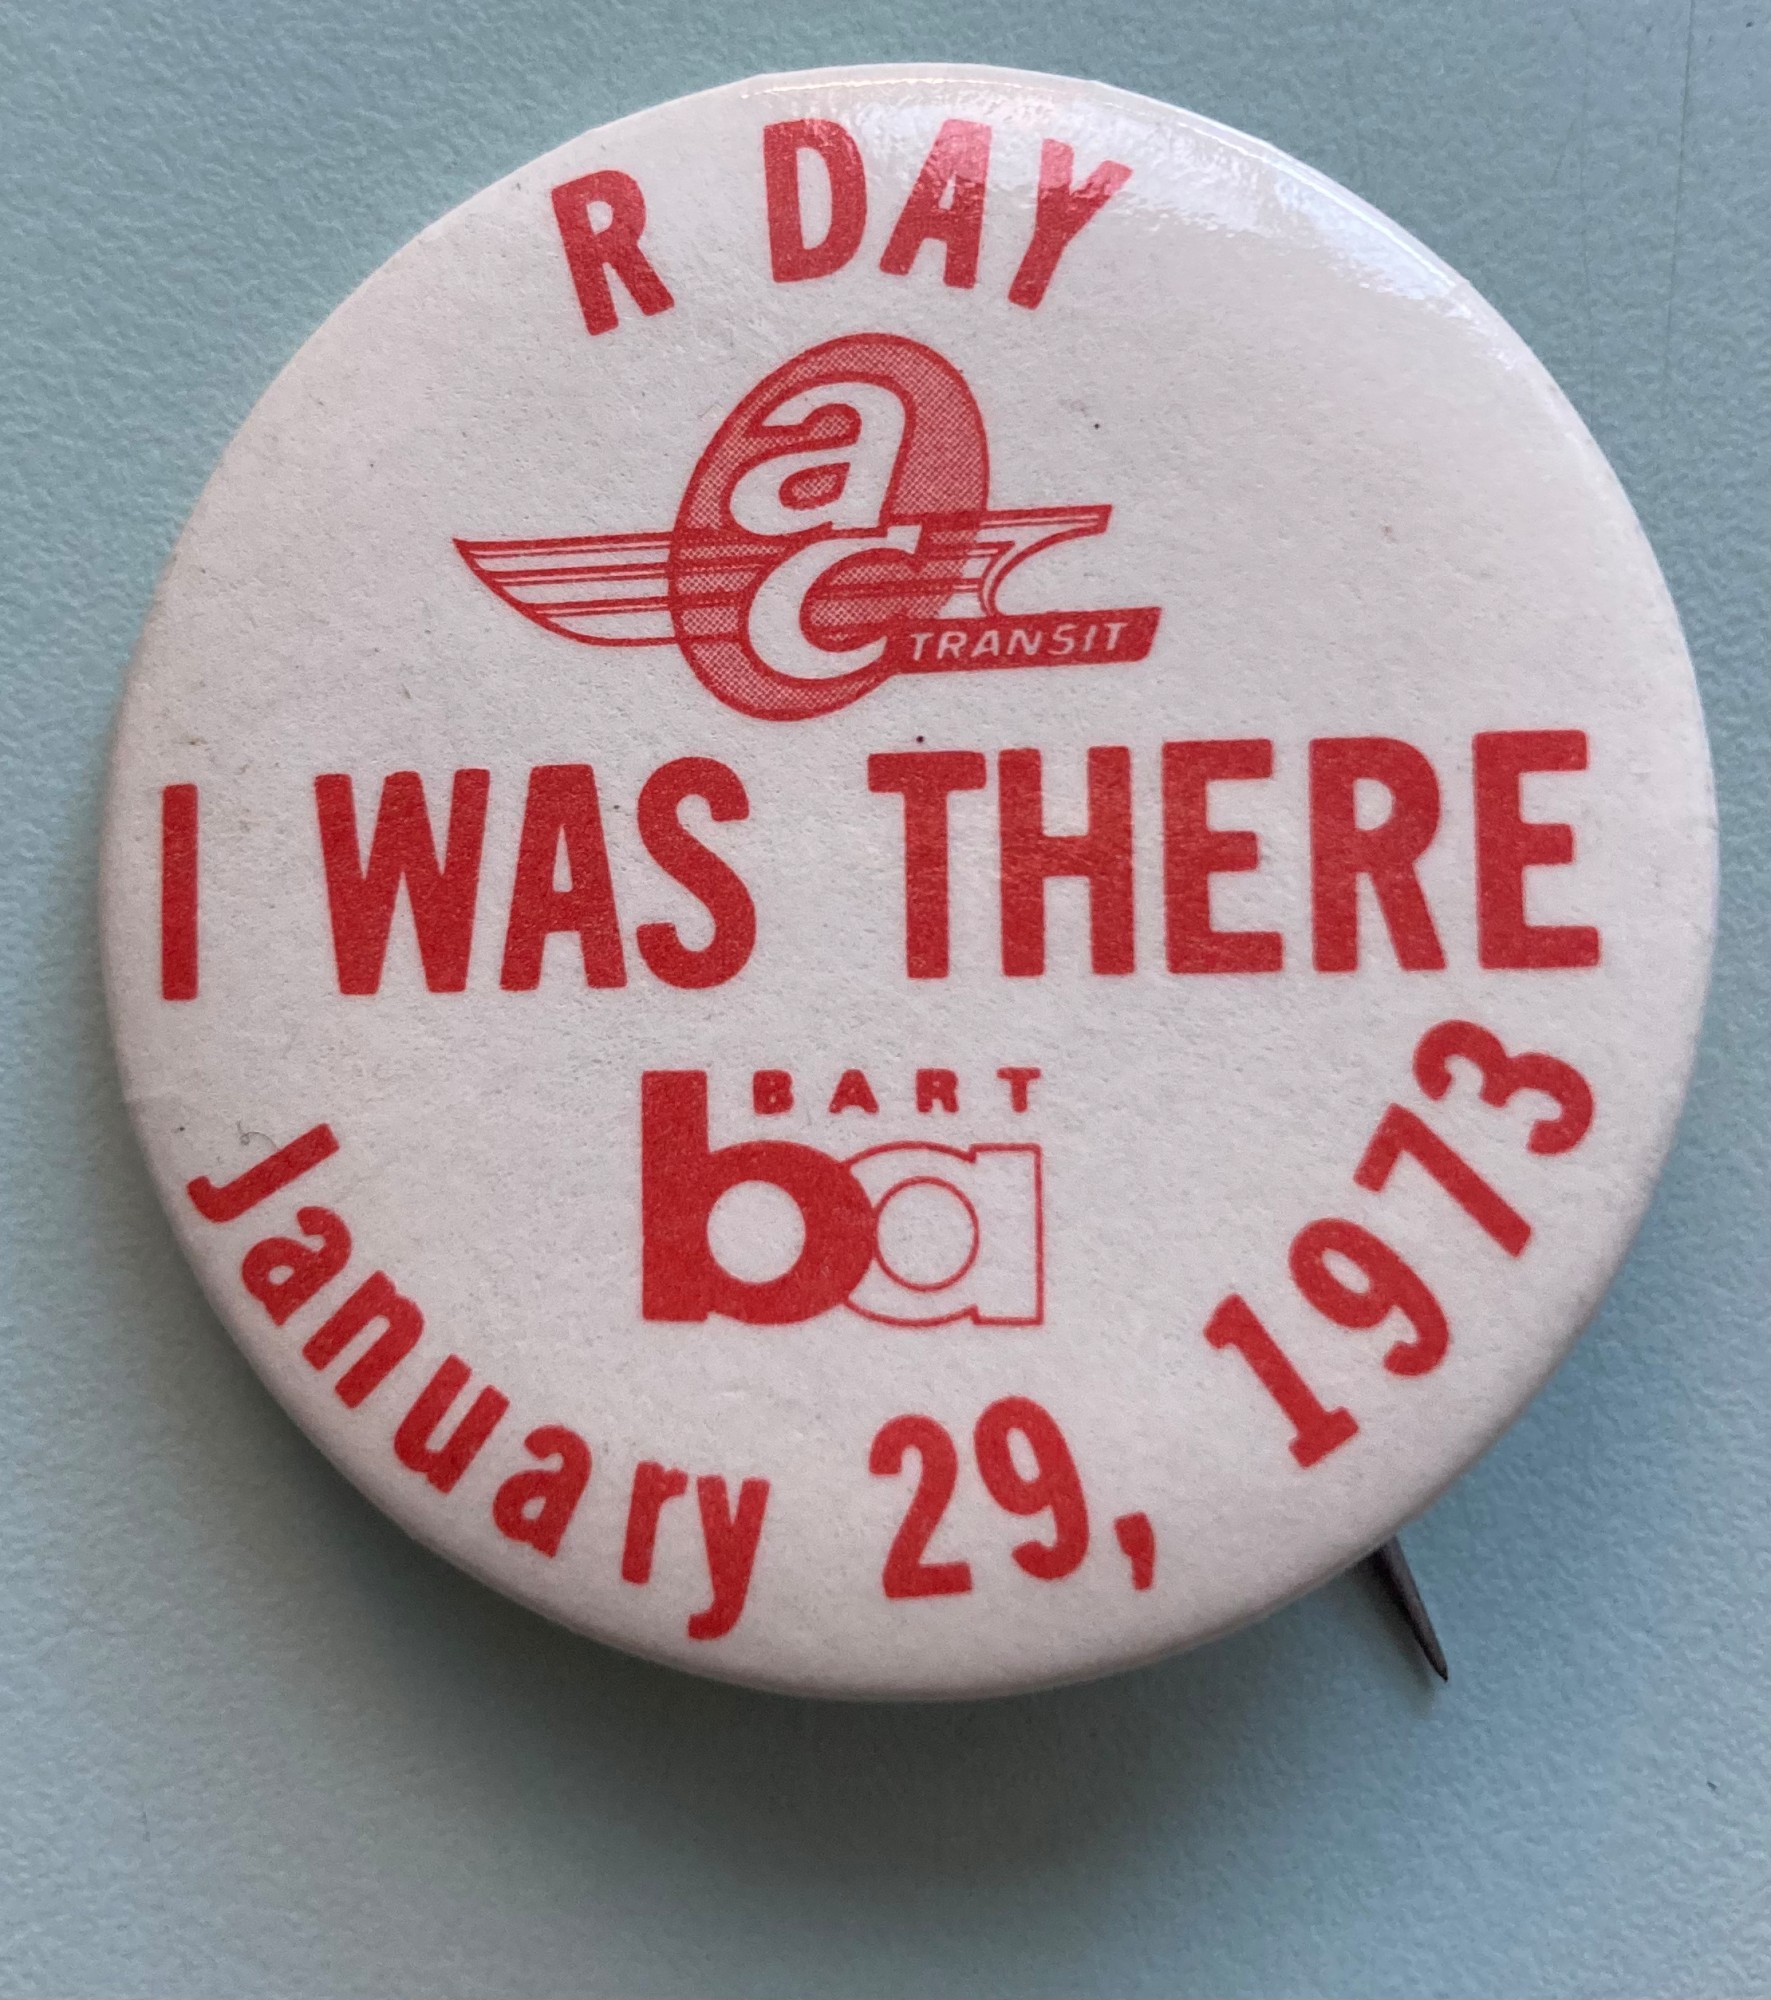 R DAY
ac
TRANSIT
I WAS THERE
BART
ba
January 29, 1973